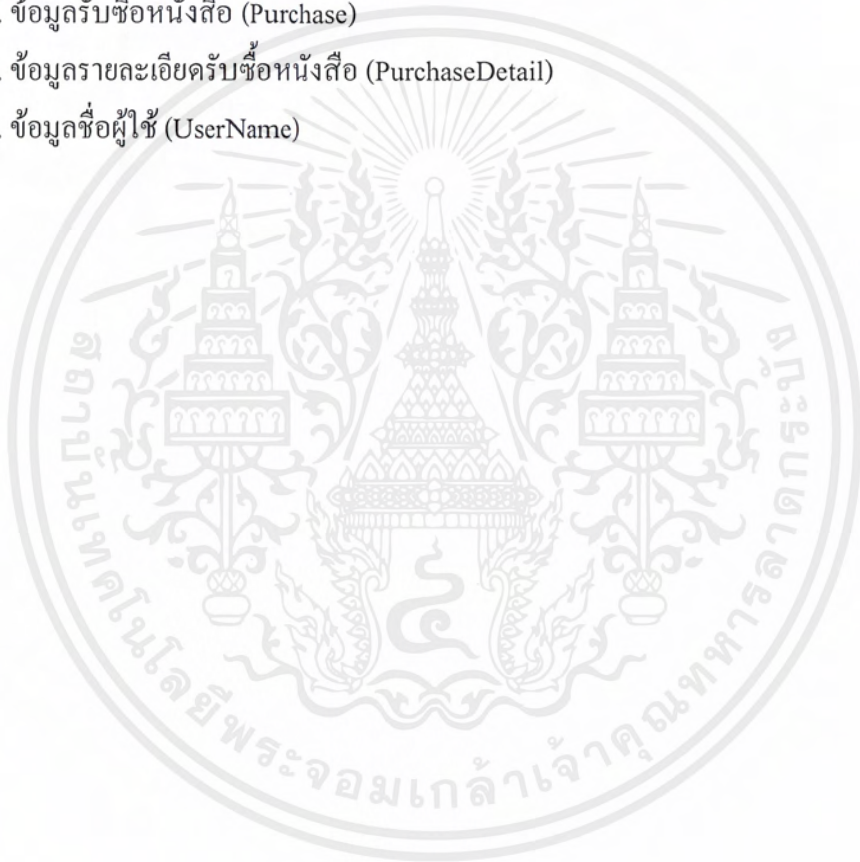 . ข้อมูลรับซื้อหนังสือ (Purchase)
. ข้อมูลรายละเอียดรับซื้อหนังสือ (PurchaseDetail)
. ข้อมูลชื่อผู้ใช้ (UserName)
สถาบันเทคโนโลยีพระจอมเกล้าเจ้าคุณทหารลาดกระบัง